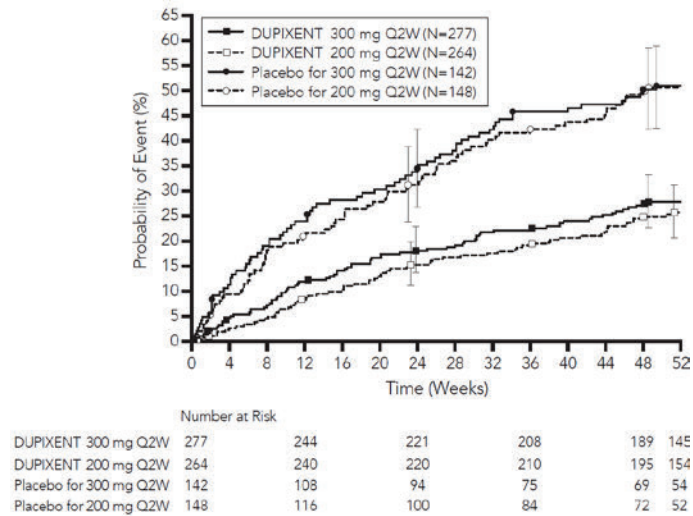 DUPIXENT 300 mg Q2W (N=277)
DUPIXENT 200 mg Q2W (N=264)
Placebo for 300 mg Q2W (N=142)
Placebo for 200 mg Q2W (N=148)
Probability of Event (%)
65
60
55
50
45
40
35
30
25
20
15
10
5
0
0 4 8 12 16 20 24 28 32 36 40 44 48 52
Time (Weeks)
Number at Risk
DUPIXENT 300 mg Q2W 277 244 221 208 189 145
DUPIXENT 200 mg Q2W 264 240 220 210 195 154
Placebo for 300 mg Q2W 142 108 94 75 69 54
Placebo for 200 mg Q2W 148 116 100 84 72 52